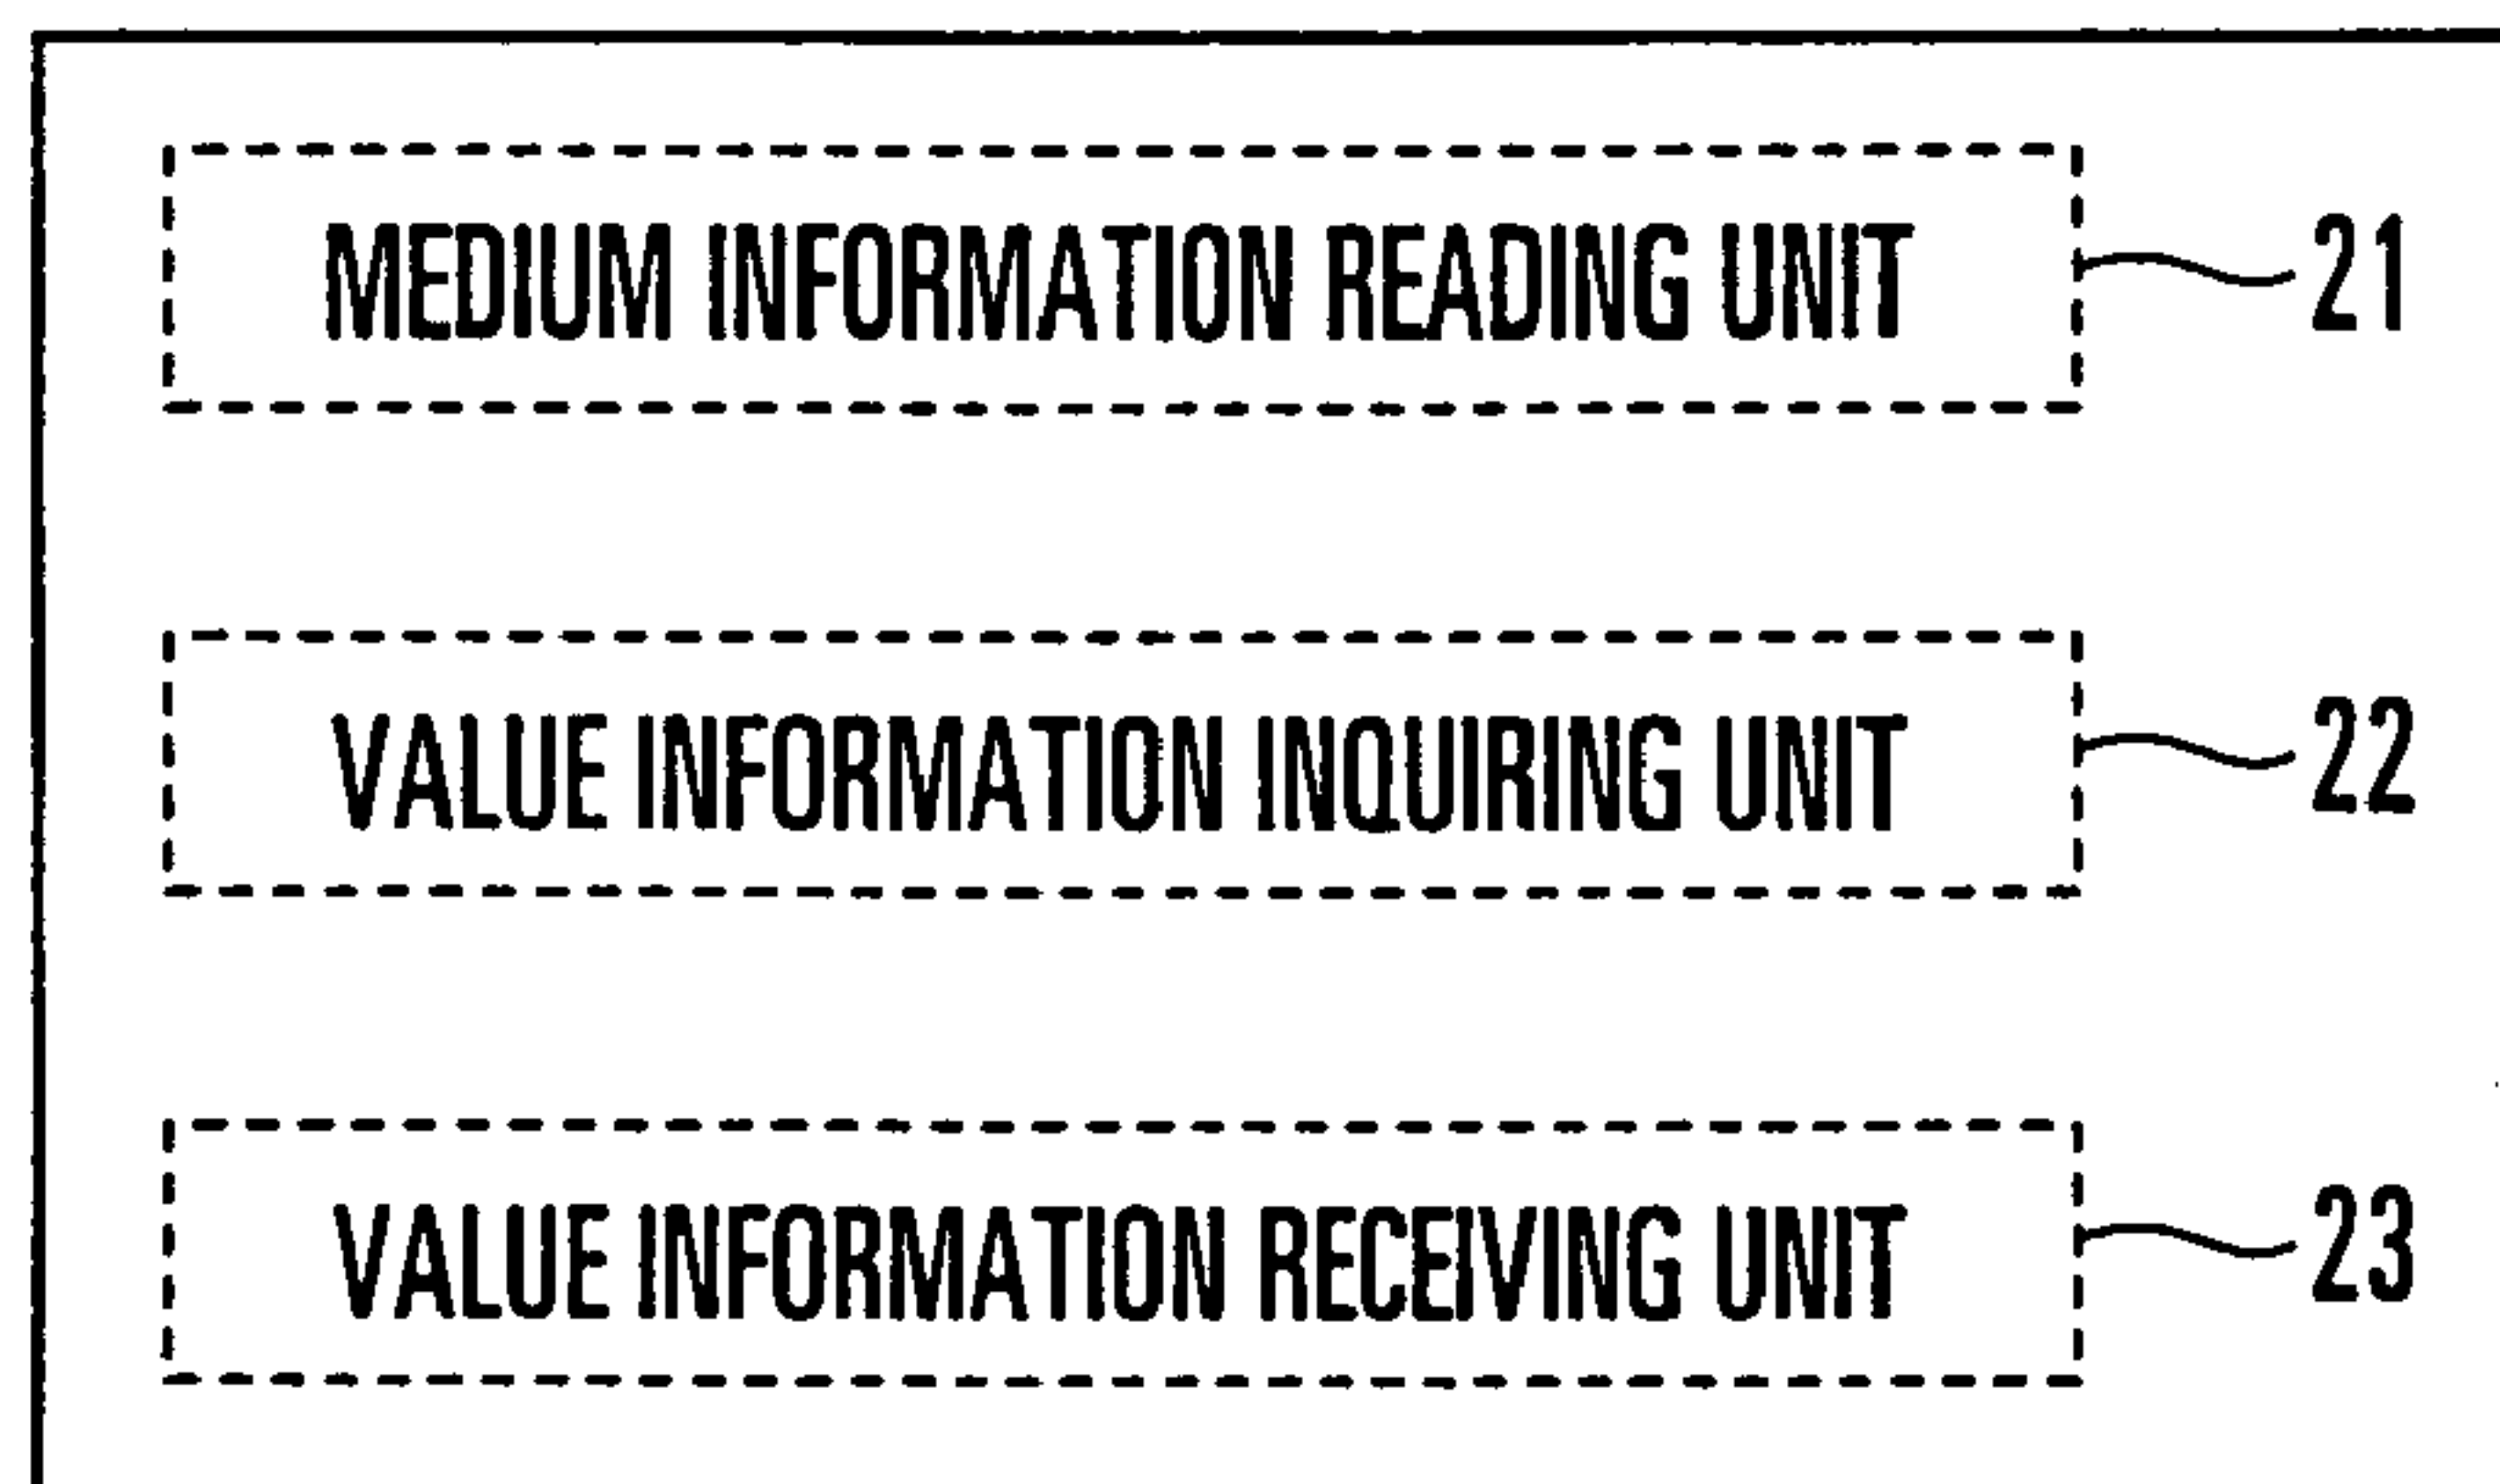 MEDIUM INFORMATION READING UNIT 21
VALUE INFORMATION INQUIRING UNIT 22
VALUE INFORMATION RECEIVING UNIT 23